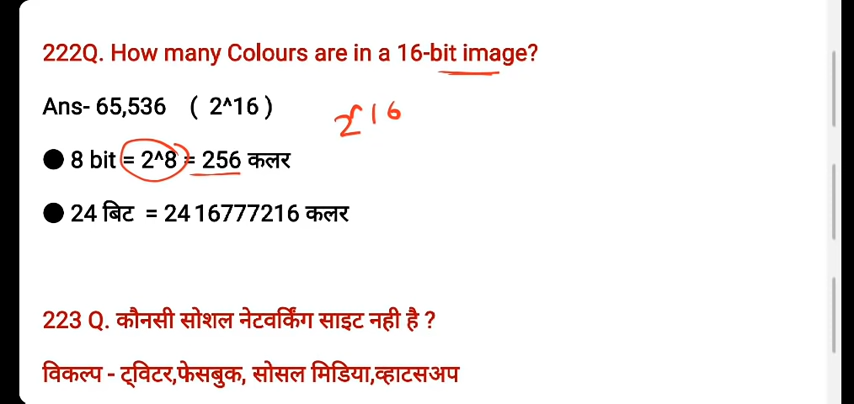 222Q. How many Colours are in a 16-bit image?
Ans- 65,536 ( 2^16 )
2^16
● 8 bit = 2^8 = 256 कलर
● 24 बिट = 24 16777216 कलर
223 Q. कौनसी सोशल नेटवर्किंग साइट नही है ?
विकल्प - ट्विटर,फेसबुक, सोसल मिडिया,व्हाटसअप